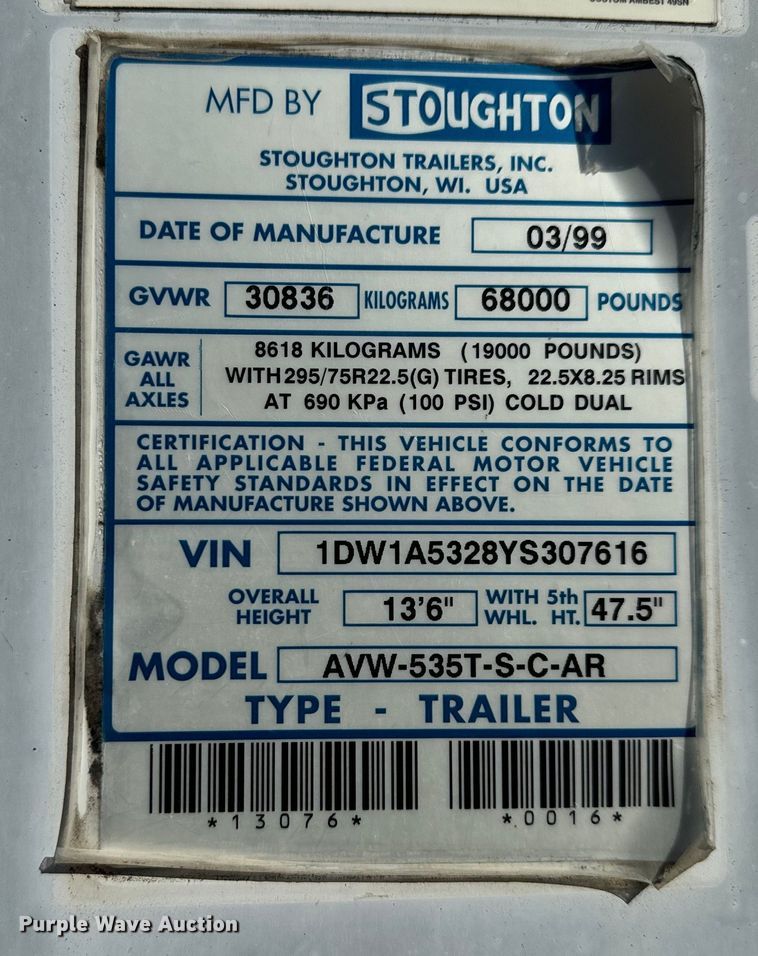 CUSTOM AMBEST 49SN
MFD BY STOUGHTON
STOUGHTON TRAILERS, INC.
STOUGHTON, WI. USA
DATE OF MANUFACTURE 03/99
GVWR 30836 KILOGRAMS 68000 POUNDS
GAWR ALL AXLES
8618 KILOGRAMS (19000 POUNDS)
WITH 295/75R22.5(G) TIRES, 22.5X8.25 RIMS
AT 690 KPa (100 PSI) COLD DUAL
CERTIFICATION - THIS VEHICLE CONFORMS TO
ALL APPLICABLE FEDERAL MOTOR VEHICLE
SAFETY STANDARDS IN EFFECT ON THE DATE
OF MANUFACTURE SHOWN ABOVE.
VIN 1DW1A5328YS307616
OVERALL HEIGHT 13'6" WITH 5th WHL. HT. 47.5"
MODEL AVW-535T-S-C-AR
TYPE - TRAILER
*13076* *0016*
Purple Wave Auction